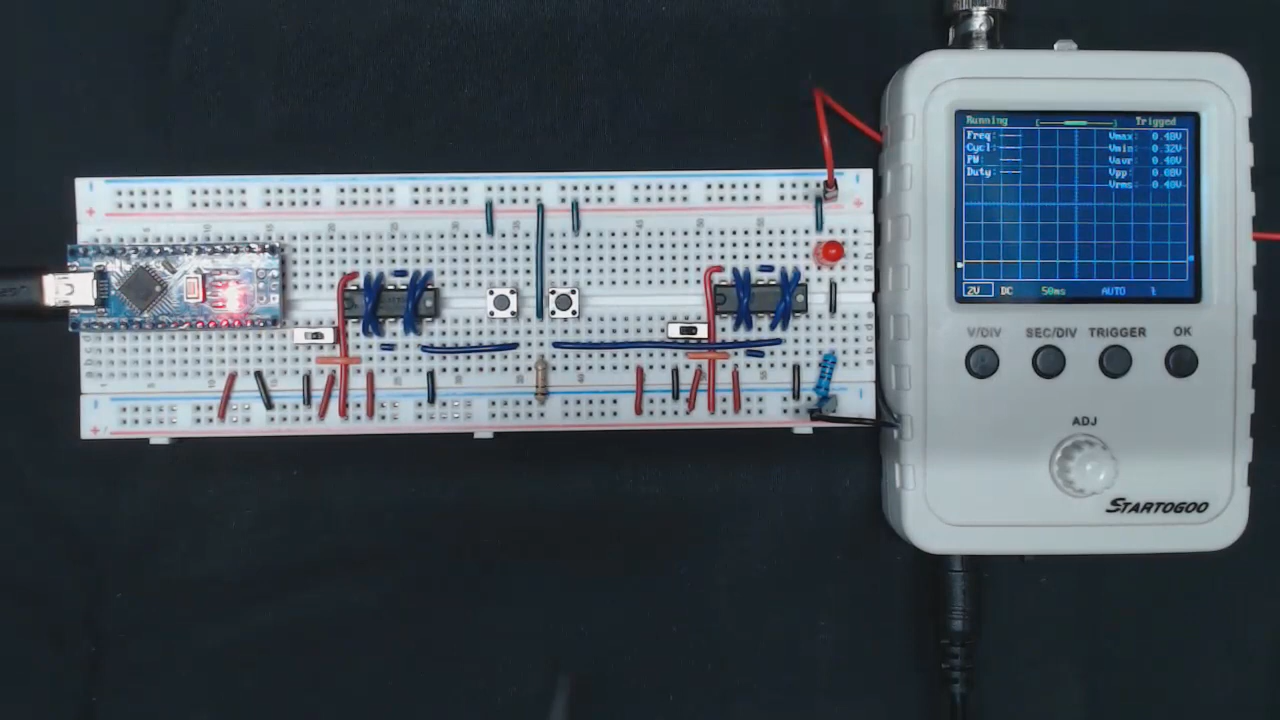 Running Trigged
Freq: Vmax: 0.48V
Cycl: Vmin: 0.32V
PW: Vavr: 0.40V
Duty: Vpp: 0.08V
Vrms: 0.40V
2V DC 50ms AUTO
V/DIV SEC/DIV TRIGGER OK
ADJ
STARTOGOO